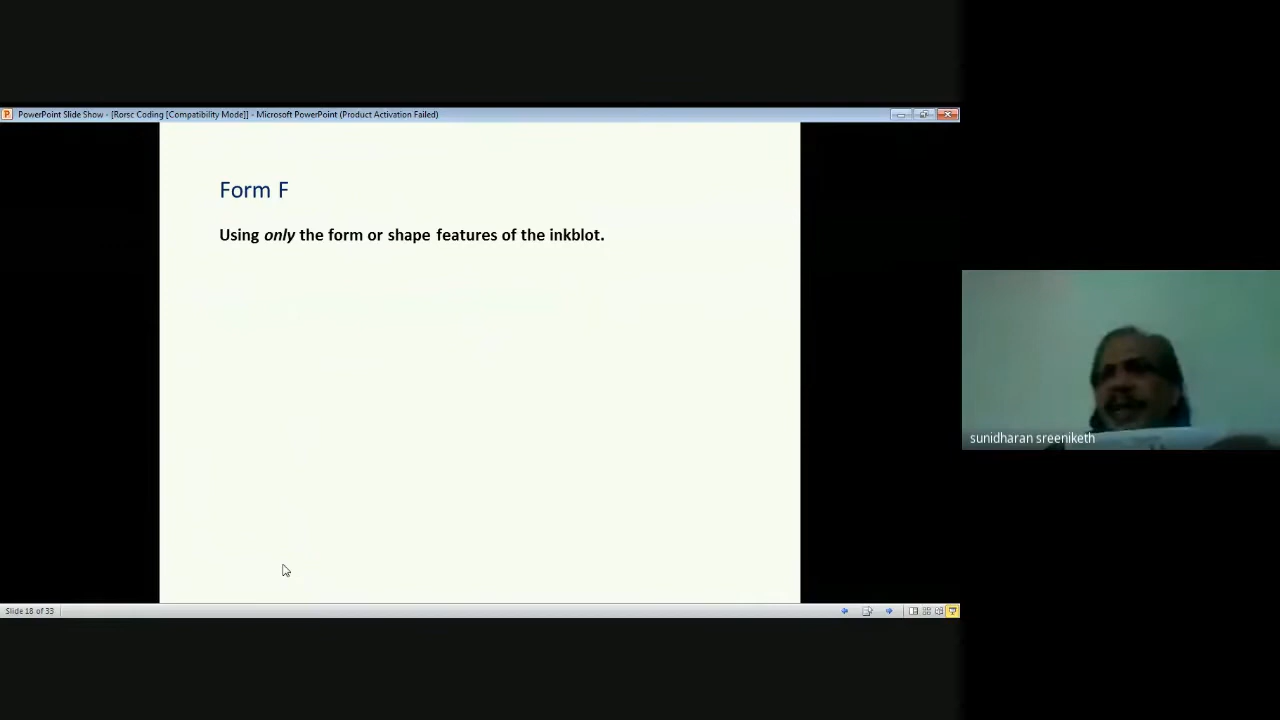 PowerPoint Slide Show - [Rorsc Coding [Compatibility Mode]] - Microsoft PowerPoint (Product Activation Failed)
Form F
Using only the form or shape features of the inkblot.
sunidharan sreeniketh
Slide 18 of 33